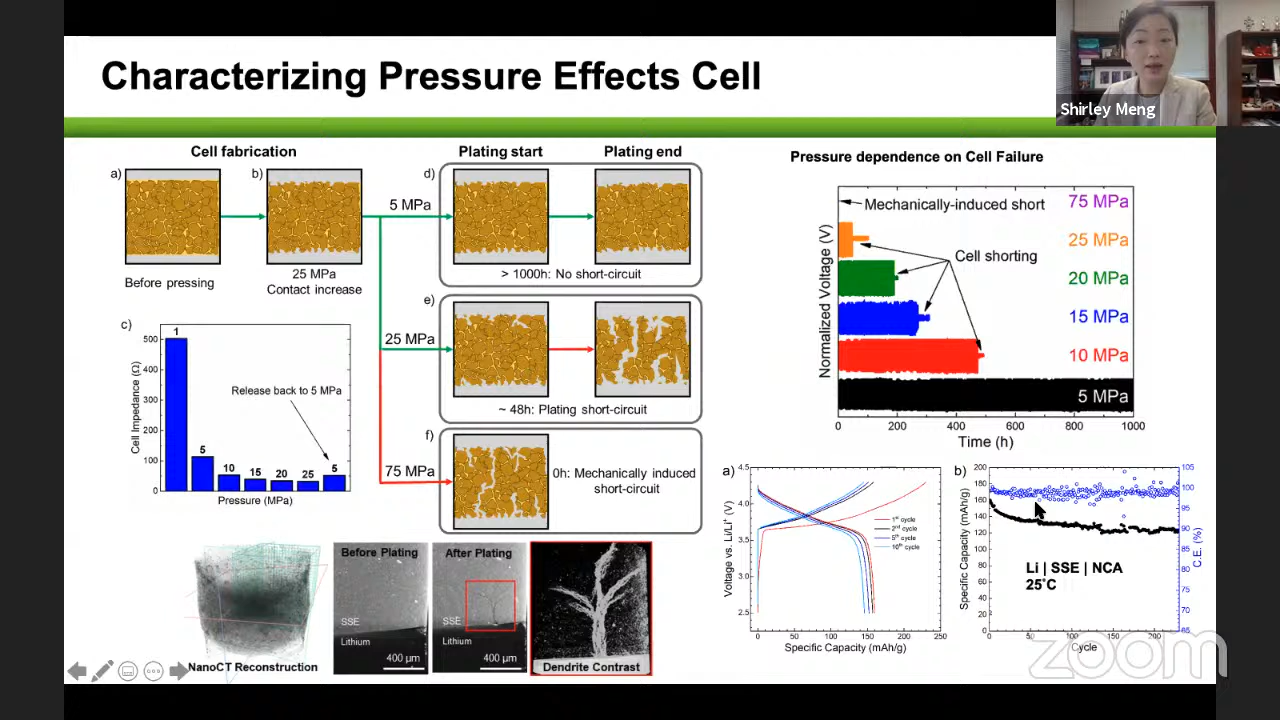 Characterizing Pressure Effects Cell
Shirley Meng
Cell fabrication
Plating start
Plating end
a)
b)
d)
5 MPa
Before pressing
25 MPa
Contact increase
> 1000h: No short-circuit
e)
25 MPa
~ 48h: Plating short-circuit
f)
75 MPa
0h: Mechanically induced
short-circuit
c)
Cell Impedance (Ω)
500
400
300
200
100
0
1
5
10
15
20
25
5
Release back to 5 MPa
Pressure (MPa)
NanoCT Reconstruction
Before Plating
SSE
Lithium
400 μm
After Plating
SSE
Lithium
400 μm
Dendrite Contrast
Pressure dependence on Cell Failure
Normalized Voltage (V)
Mechanically-induced short
75 MPa
25 MPa
Cell shorting
20 MPa
15 MPa
10 MPa
5 MPa
0 200 400 600 800 1000
Time (h)
a)
Voltage vs. Li/Li⁺ (V)
4.5
4.0
3.5
3.0
2.5
1st cycle
2nd cycle
5th cycle
10th cycle
0 50 100 150 200 250
Specific Capacity (mAh/g)
b)
Specific Capacity (mAh/g)
200
180
160
140
120
100
80
60
40
20
0
Li | SSE | NCA
25°C
105
100
95
90
85
80
75
70
65
C.E. (%)
0 50 100 150 200
Cycle
zoom